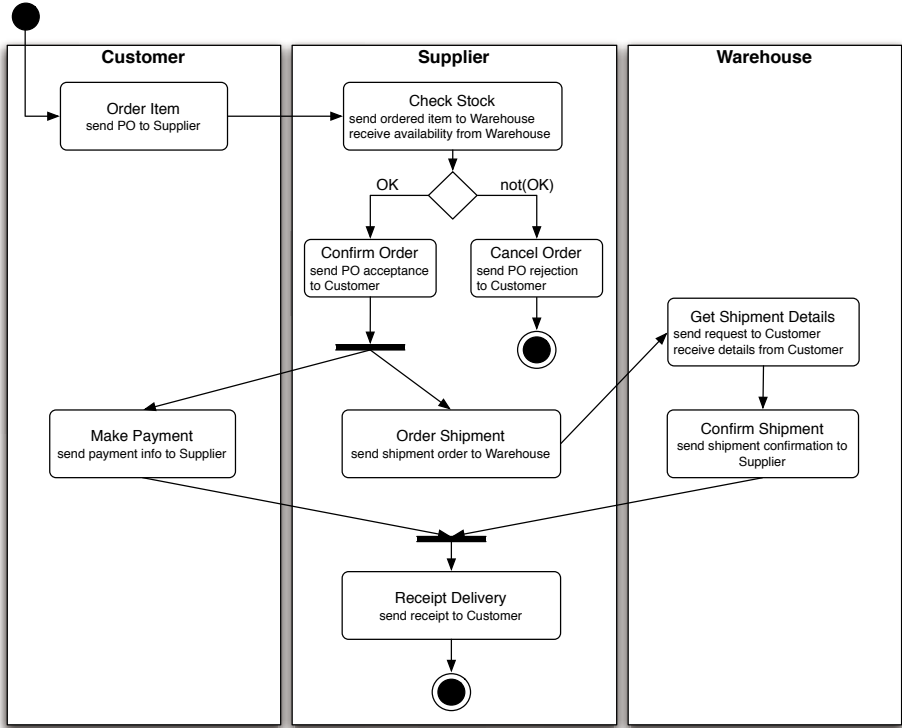 Customer
Supplier
Warehouse
Order Item
send PO to Supplier
Check Stock
send ordered item to Warehouse
receive availability from Warehouse
OK
not(OK)
Confirm Order
send PO acceptance
to Customer
Cancel Order
send PO rejection
to Customer
Get Shipment Details
send request to Customer
receive details from Customer
Make Payment
send payment info to Supplier
Order Shipment
send shipment order to Warehouse
Confirm Shipment
send shipment confirmation to
Supplier
Receipt Delivery
send receipt to Customer